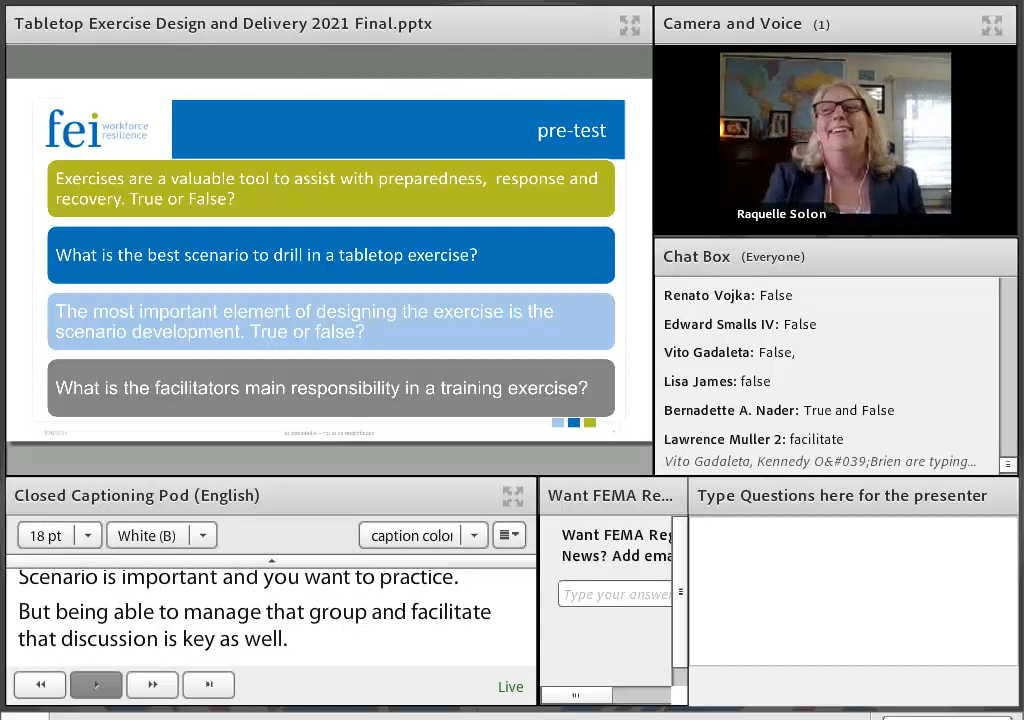 Tabletop Exercise Design and Delivery 2021 Final.pptx
fei workforce
resilience
pre-test
Exercises are a valuable tool to assist with preparedness, response and
recovery. True or False?
What is the best scenario to drill in a tabletop exercise?
The most important element of designing the exercise is the
scenario development. True or false?
What is the facilitators main responsibility in a training exercise?
Camera and Voice (1)
Raquelle Solon
Chat Box (Everyone)
Renato Vojka: False
Edward Smalls IV: False
Vito Gadaleta: False,
Lisa James: false
Bernadette A. Nader: True and False
Lawrence Muller 2: facilitate
Vito Gadaleta, Kennedy O&#039;Brien are typing...
Closed Captioning Pod (English)
18 pt
White (B)
caption color
Scenario is important and you want to practice.
But being able to manage that group and facilitate
that discussion is key as well.
Live
Want FEMA Re...
Want FEMA Reg
News? Add ema
Type your answer
Type Questions here for the presenter